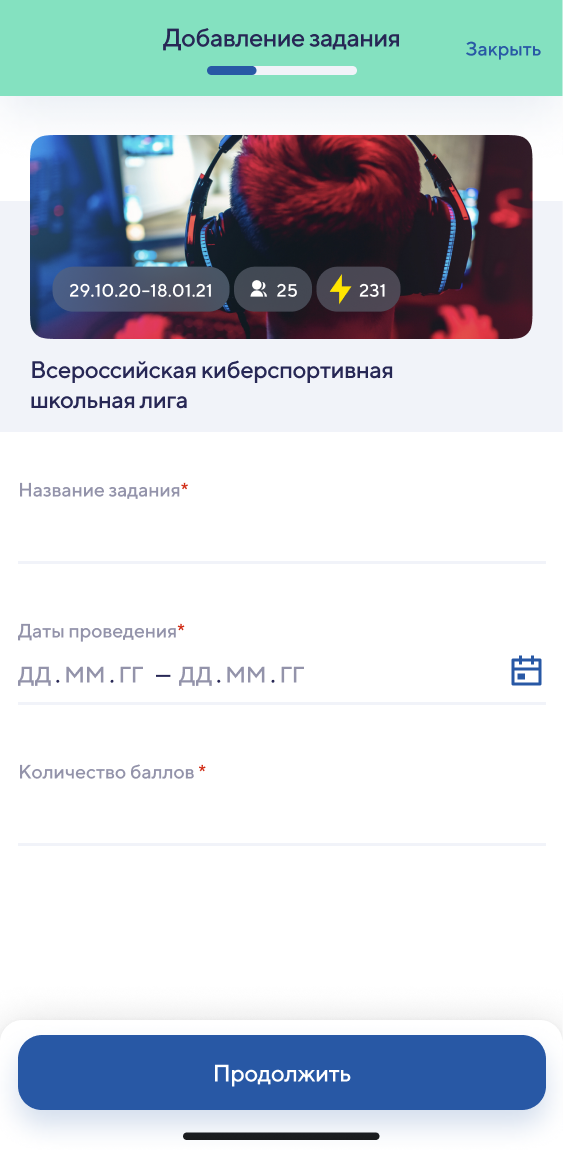 Добавление задания
Закрыть
29.10.20–18.01.21
25
231
Всероссийская киберспортивная
школьная лига
Название задания*
Даты проведения*
ДД . ММ . ГГ — ДД . ММ . ГГ
Количество баллов *
Продолжить